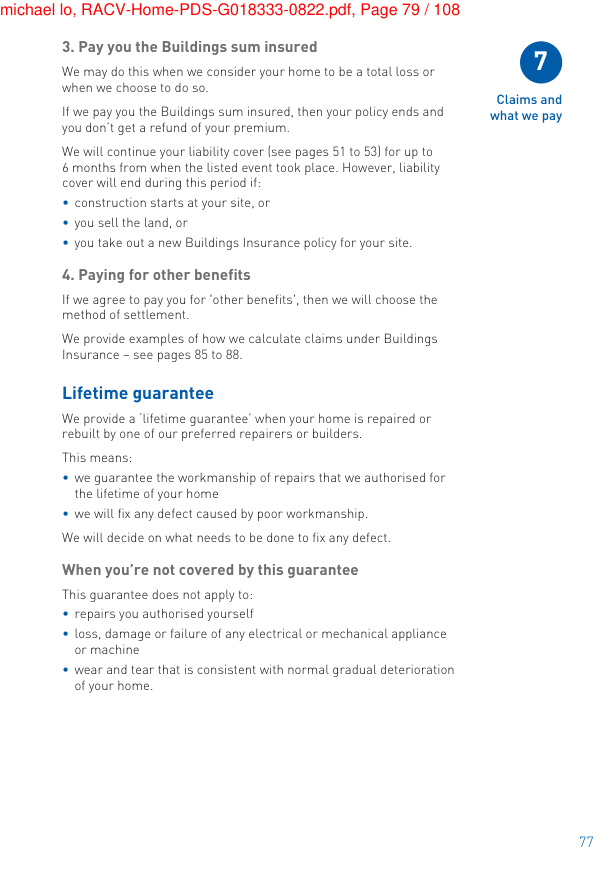 michael lo, RACV-Home-PDS-G018333-0822.pdf, Page 79 / 108
3. Pay you the Buildings sum insured
We may do this when we consider your home to be a total loss or
when we choose to do so.
If we pay you the Buildings sum insured, then your policy ends and
you don't get a refund of your premium.
We will continue your liability cover (see pages 51 to 53) for up to
6 months from when the listed event took place. However, liability
cover will end during this period if:
• construction starts at your site, or
• you sell the land, or
• you take out a new Buildings Insurance policy for your site.
4. Paying for other benefits
If we agree to pay you for 'other benefits', then we will choose the
method of settlement.
We provide examples of how we calculate claims under Buildings
Insurance – see pages 85 to 88.
Lifetime guarantee
We provide a 'lifetime guarantee' when your home is repaired or
rebuilt by one of our preferred repairers or builders.
This means:
• we guarantee the workmanship of repairs that we authorised for
the lifetime of your home
• we will fix any defect caused by poor workmanship.
We will decide on what needs to be done to fix any defect.
When you're not covered by this guarantee
This guarantee does not apply to:
• repairs you authorised yourself
• loss, damage or failure of any electrical or mechanical appliance
or machine
• wear and tear that is consistent with normal gradual deterioration
of your home.
7
Claims and
what we pay
77